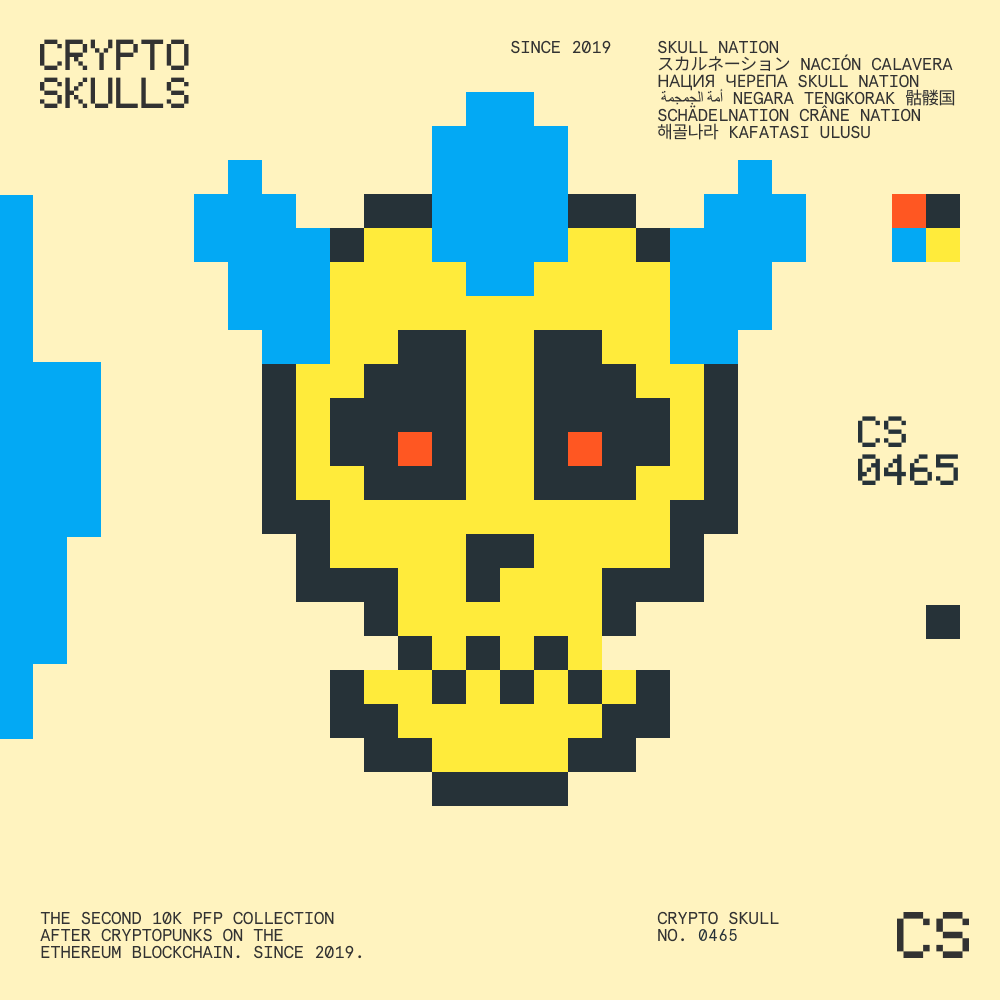 CRYPTO
SKULLS
SINCE 2019
SKULL NATION
スカルネーション NACIÓN CALAVERA
НАЦИЯ ЧЕРЕПА SKULL NATION
أمة الجمجمة NEGARA TENGKORAK 骷髅国
SCHÄDELNATION CRÂNE NATION
해골나라 KAFATASI ULUSU
CS
0465
THE SECOND 10K PFP COLLECTION
AFTER CRYPTOPUNKS ON THE
ETHEREUM BLOCKCHAIN. SINCE 2019.
CRYPTO SKULL
NO. 0465
CS